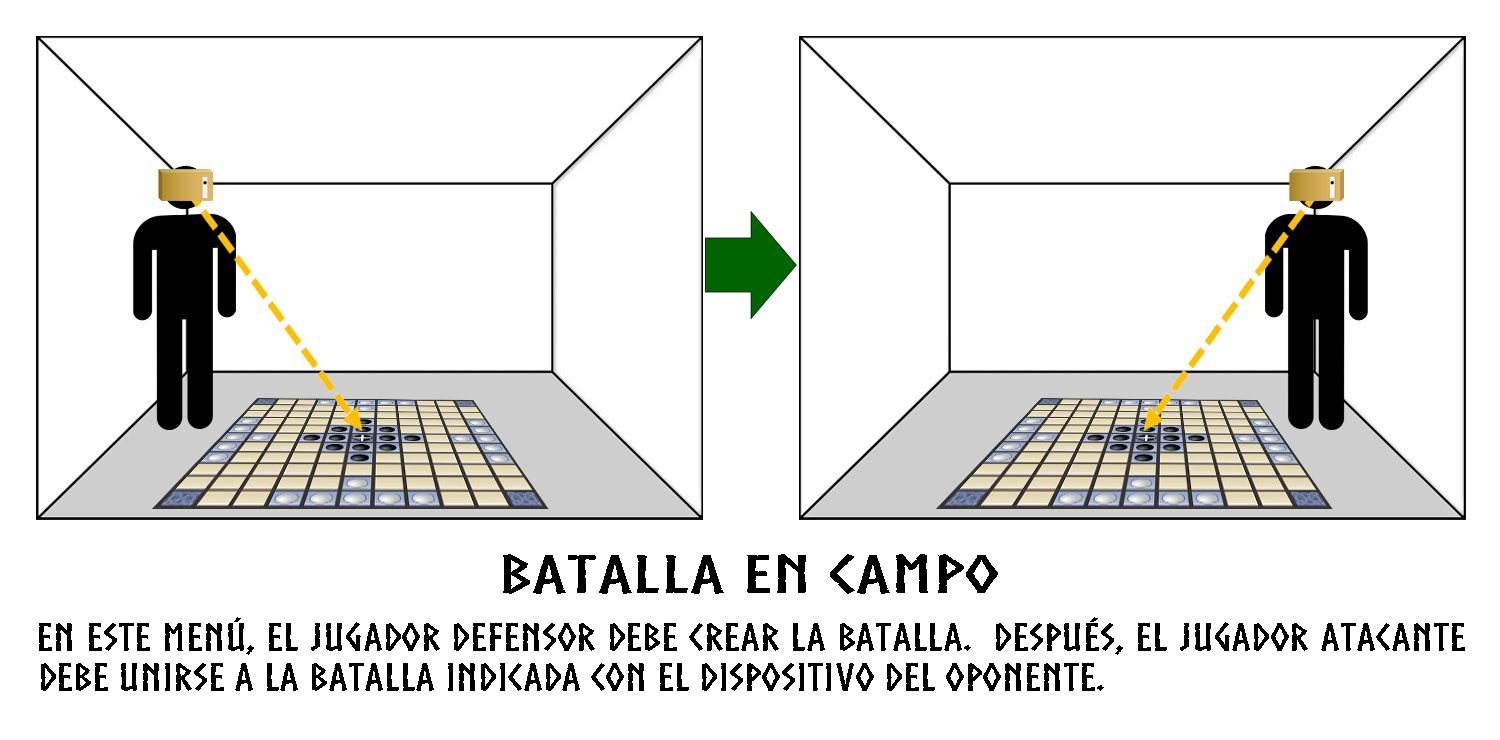 BATALLA EN CAMPO
EN ESTE MENÚ, EL JUGADOR DEFENSOR DEBE CREAR LA BATALLA. DESPUÉS, EL JUGADOR ATACANTE
DEBE UNIRSE A LA BATALLA INDICADA CON EL DISPOSITIVO DEL OPONENTE.